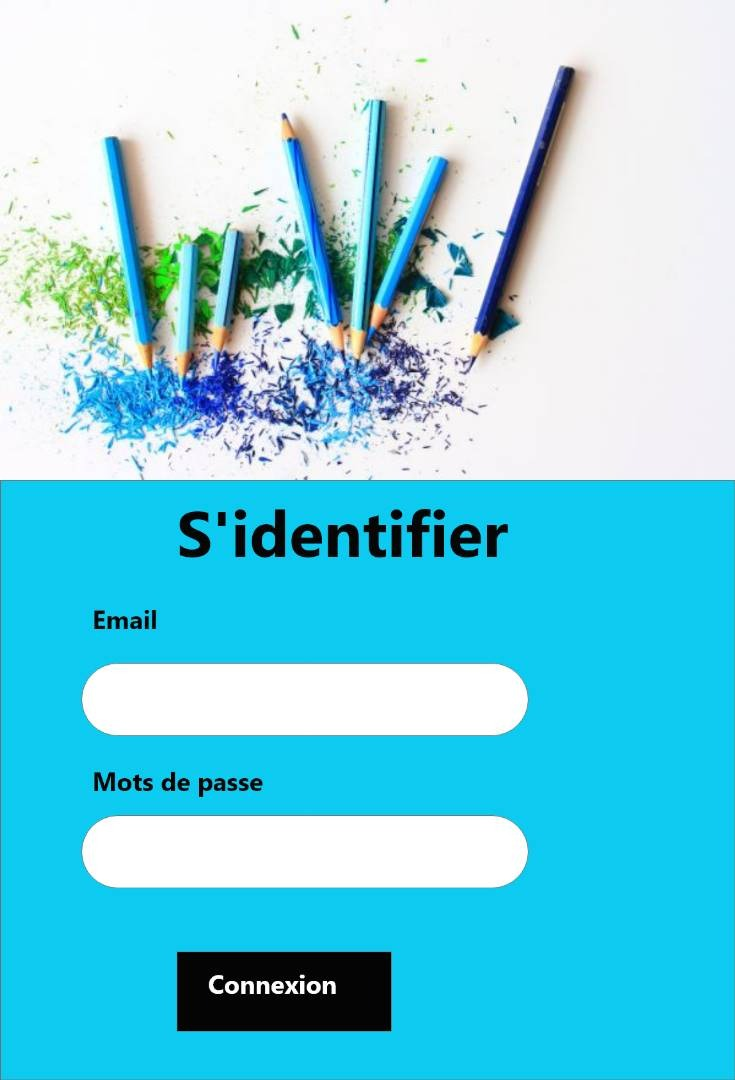 S'identifier
Email
Mots de passe
Connexion